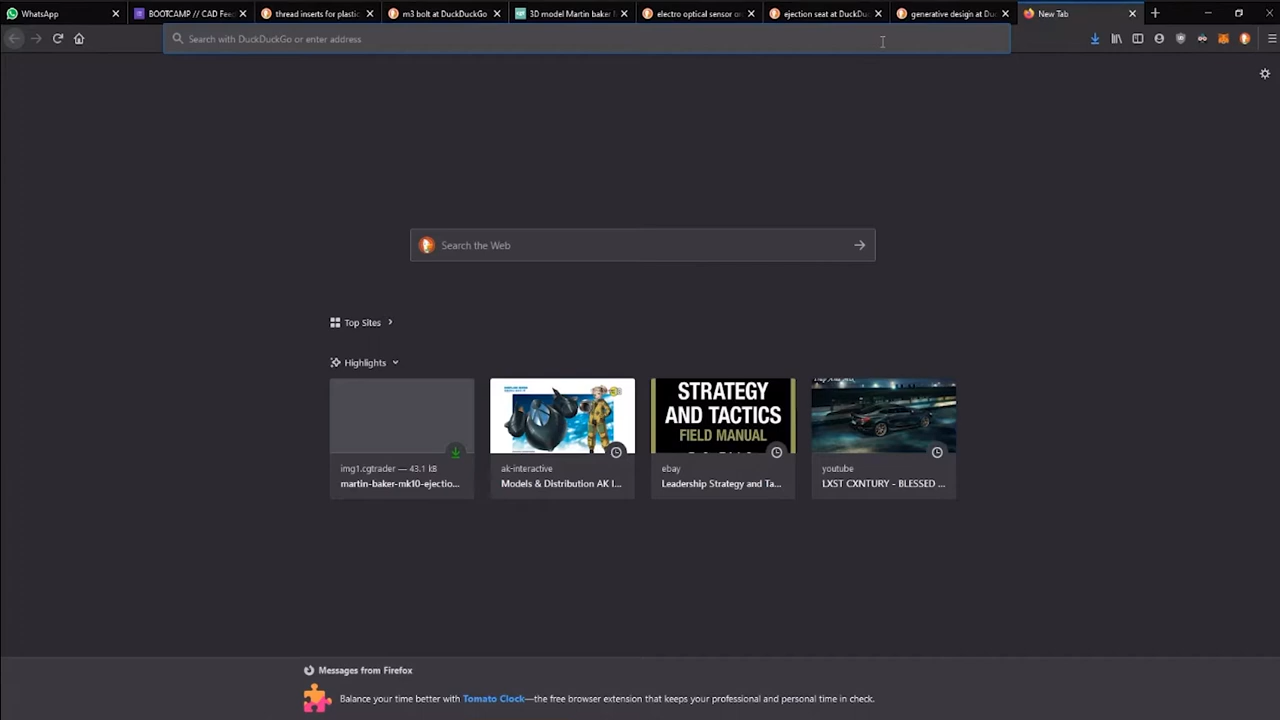 WhatsApp
BOOTCAMP // CAD Fee
thread inserts for plastic
m3 bolt at DuckDuckGo
3D model Martin baker
electro optical sensor o
ejection seat at DuckDu
generative design at Du
New Tab
Search with DuckDuckGo or enter address
Search the Web
Top Sites
Highlights
STRATEGY
AND TACTICS
FIELD MANUAL
img1.cgtrader — 43.1 kB
martin-baker-mk10-ejectio...
ak-interactive
Models & Distribution AK I...
ebay
Leadership Strategy and Ta...
youtube
LXST CXNTURY - BLESSED ...
Messages from Firefox
Balance your time better with Tomato Clock—the free browser extension that keeps your professional and personal time in check.